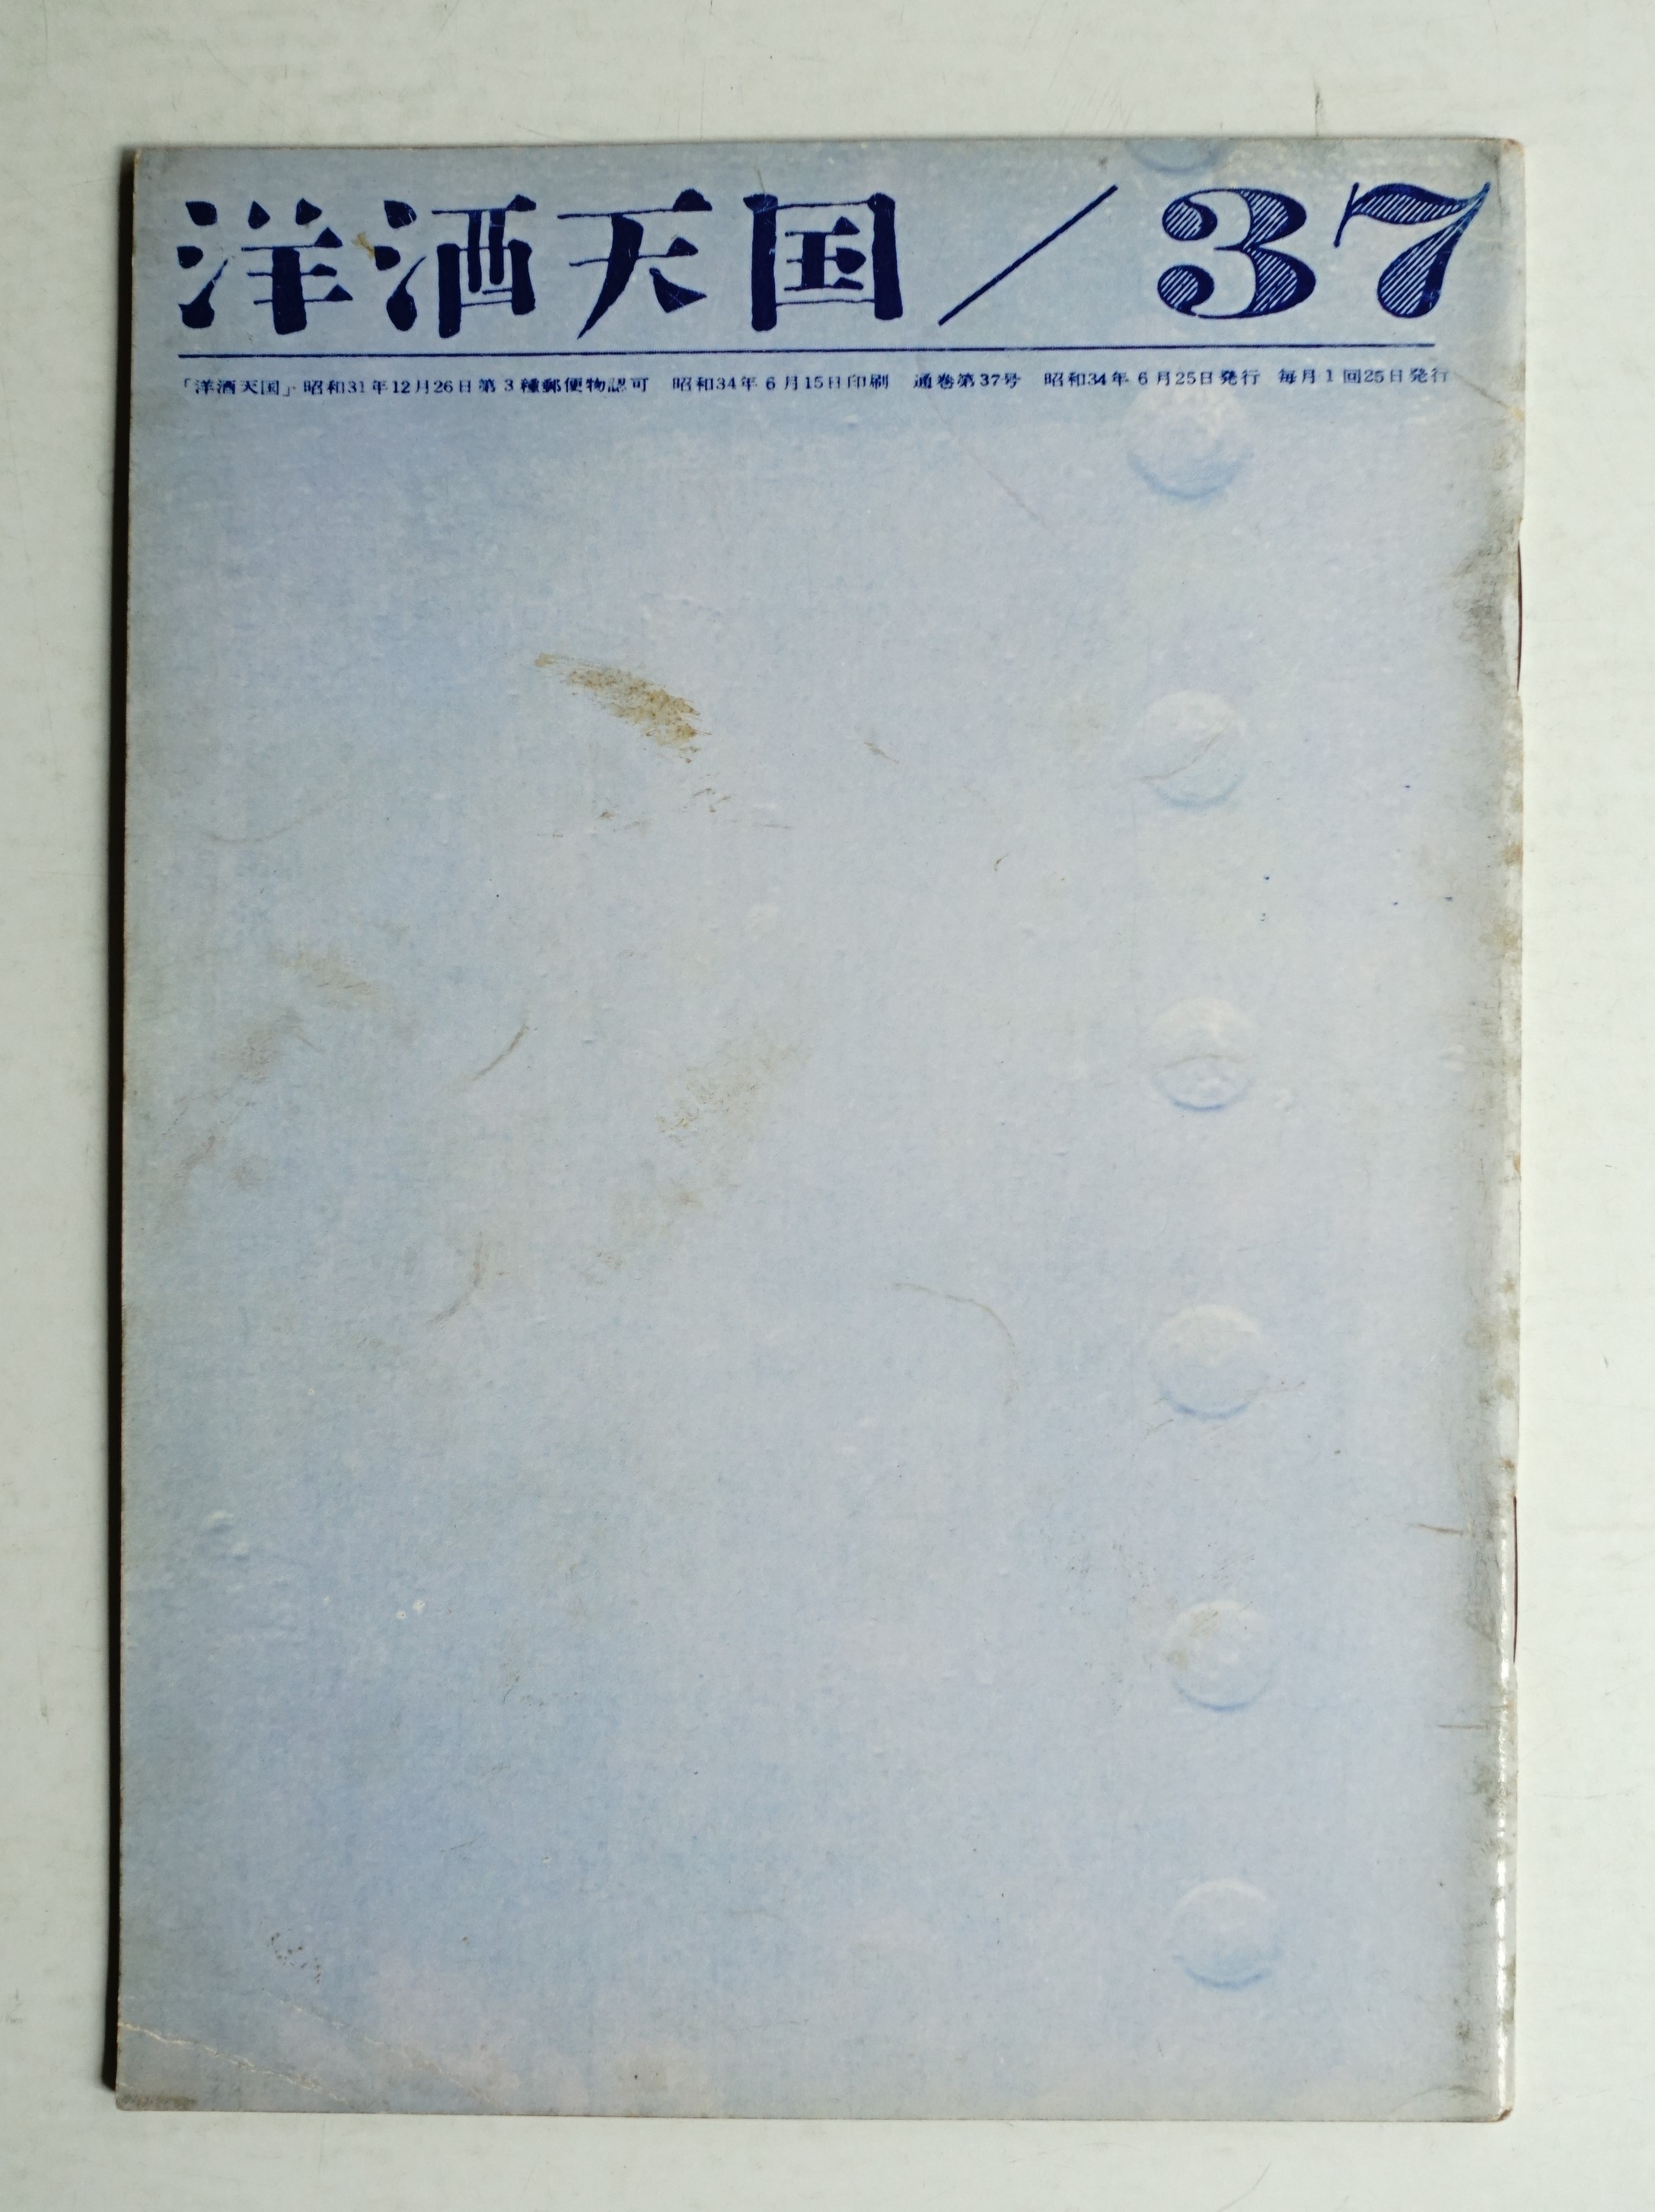 洋酒天国／37
「洋酒天国」昭和31年12月26日第3種郵便物認可　昭和34年6月15日印刷　通巻第37号　昭和34年6月25日発行　毎月1回25日発行